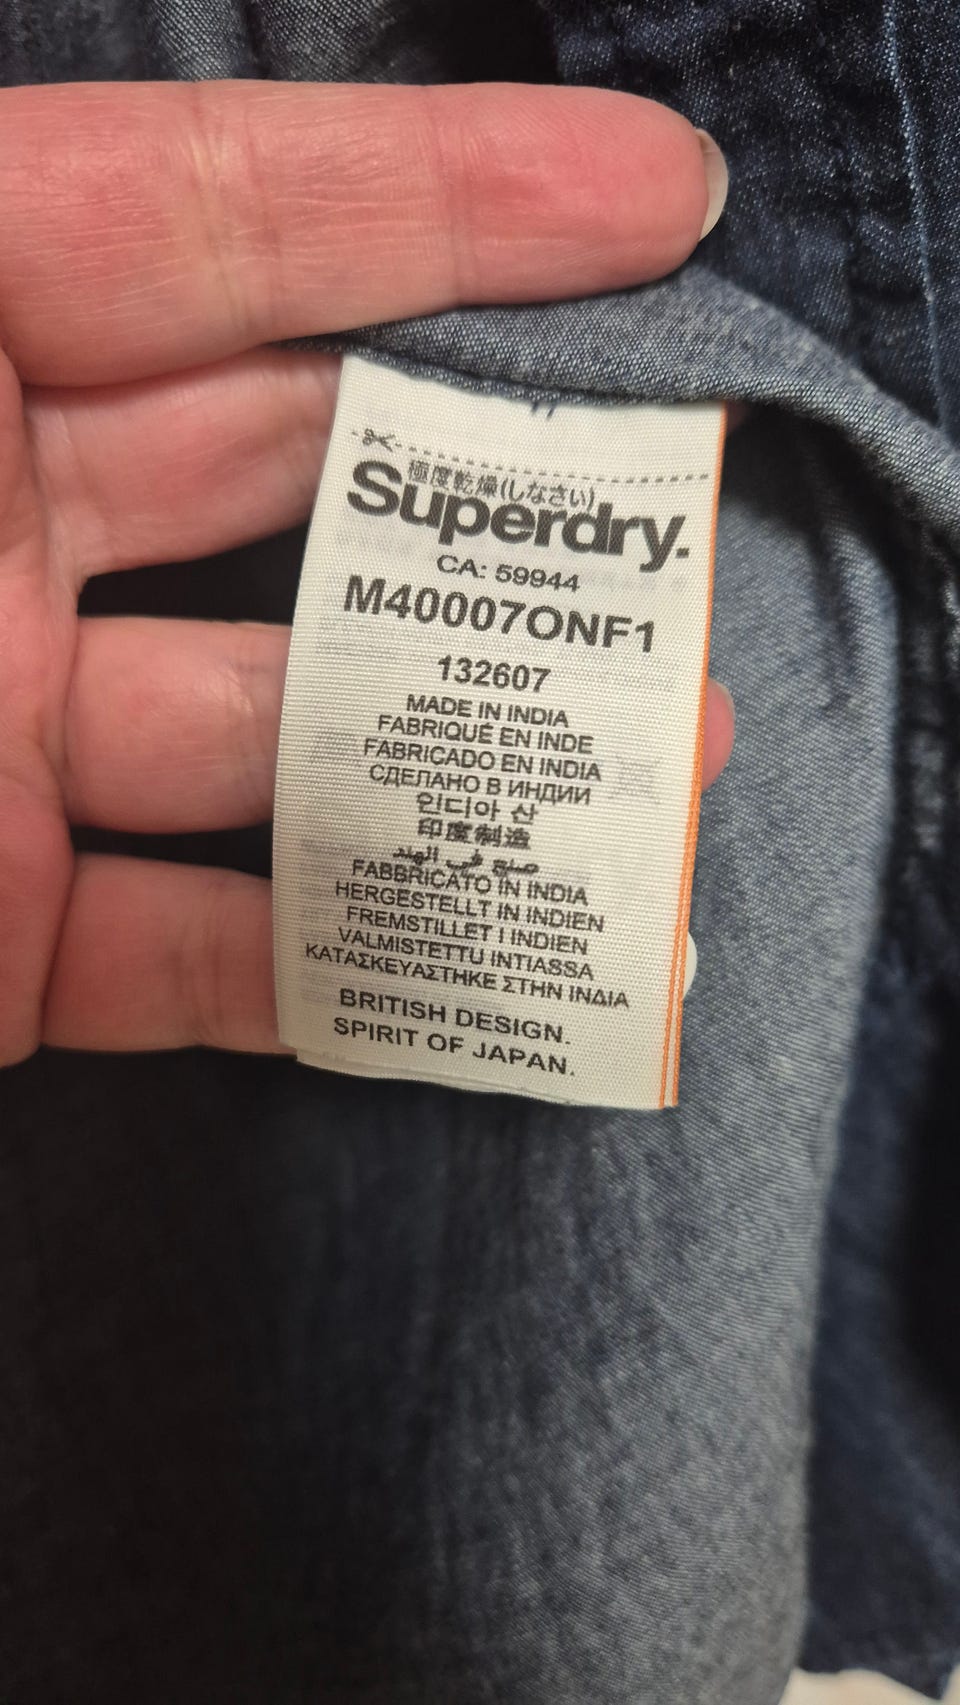 極度乾燥(しなさい)
Superdry.
CA: 59944
M40007ONF1
132607
MADE IN INDIA
FABRIQUÉ EN INDE
FABRICADO EN INDIA
СДЕЛАНО В ИНДИИ
인디아 산
印度制造
صنع في الهند
FABBRICATO IN INDIA
HERGESTELLT IN INDIEN
FREMSTILLET I INDIEN
VALMISTETTU INTIASSA
ΚΑΤΑΣΚΕΥΑΣΤΗΚΕ ΣΤΗΝ ΙΝΔΙΑ
BRITISH DESIGN.
SPIRIT OF JAPAN.